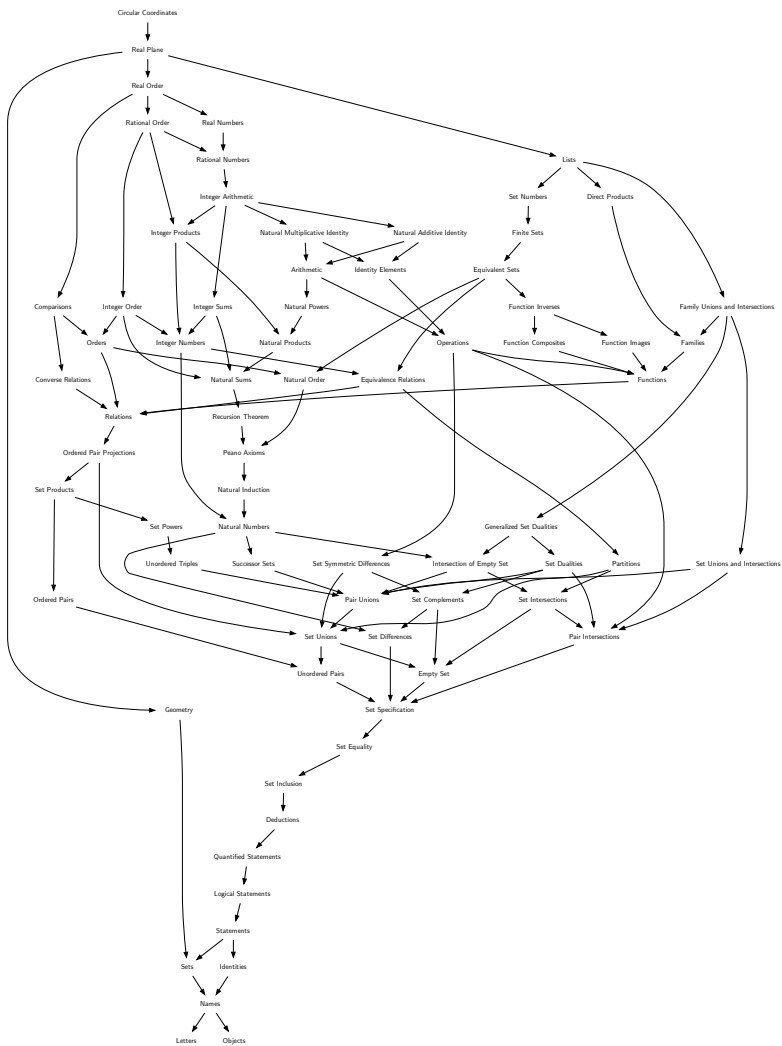 Circular Coordinates
Real Plane
Real Order
Rational Order
Real Numbers
Rational Numbers
Lists
Integer Arithmetic
Set Numbers
Direct Products
Integer Products
Natural Multiplicative Identity
Natural Additive Identity
Finite Sets
Arithmetic
Identity Elements
Equivalent Sets
Comparisons
Integer Order
Integer Sums
Natural Powers
Function Inverses
Family Unions and Intersections
Orders
Integer Numbers
Natural Products
Operations
Function Composites
Function Images
Families
Converse Relations
Natural Sums
Natural Order
Equivalence Relations
Functions
Relations
Recursion Theorem
Ordered Pair Projections
Peano Axioms
Set Products
Natural Induction
Set Powers
Natural Numbers
Generalized Set Dualities
Unordered Triples
Successor Sets
Set Symmetric Differences
Intersection of Empty Set
Set Dualities
Partitions
Set Unions and Intersections
Ordered Pairs
Pair Unions
Set Complements
Set Intersections
Set Unions
Set Differences
Pair Intersections
Unordered Pairs
Empty Set
Geometry
Set Specification
Set Equality
Set Inclusion
Deductions
Quantified Statements
Logical Statements
Statements
Sets
Identities
Names
Letters
Objects